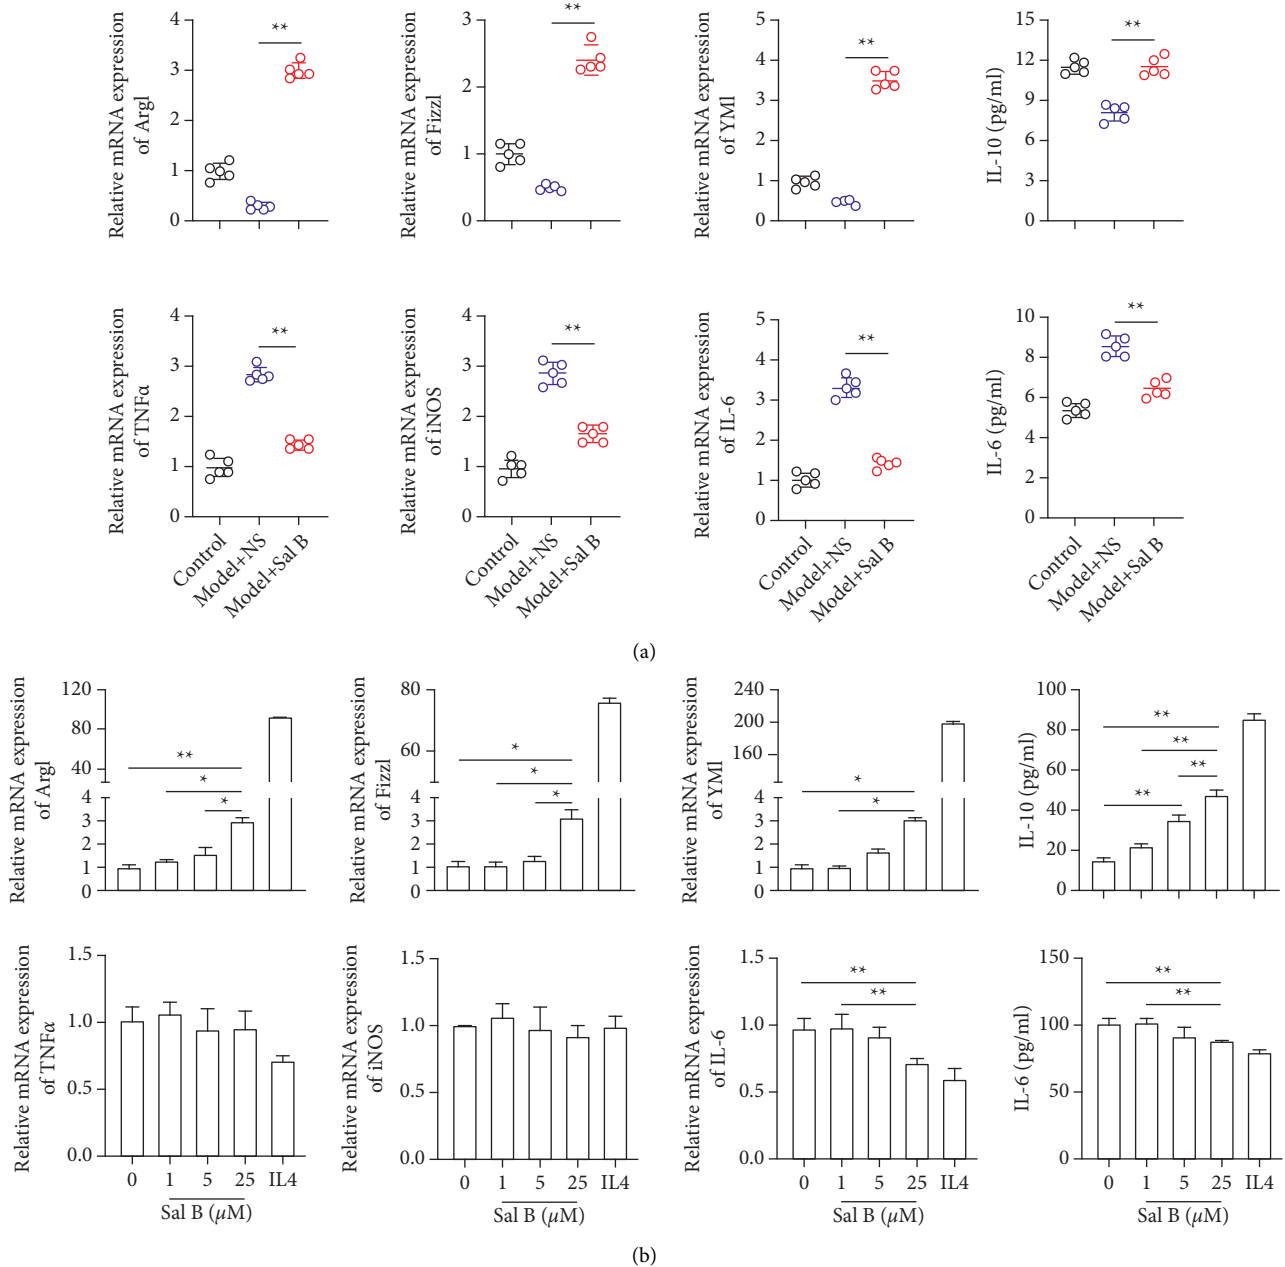 Relative mRNA expression
of Argl
4
3
2
1
0
**
Relative mRNA expression
of Fizzl
3
2
1
0
**
Relative mRNA expression
of YMl
5
4
3
2
1
0
**
IL-10 (pg/ml)
15
12
9
6
3
0
**
Relative mRNA expression
of TNFα
4
3
2
1
0
**
Control
Model+NS
Model+Sal B
Relative mRNA expression
of iNOS
4
3
2
1
0
**
Control
Model+NS
Model+Sal B
Relative mRNA expression
of IL-6
5
4
3
2
1
0
**
Control
Model+NS
Model+Sal B
IL-6 (pg/ml)
10
8
6
4
2
0
**
Control
Model+NS
Model+Sal B
(a)
Relative mRNA expression
of Argl
120
80
40
4
3
2
1
0
**
*
*
Relative mRNA expression
of Fizzl
80
60
4
3
2
1
0
*
*
*
Relative mRNA expression
of YMl
240
200
160
4
3
2
1
0
*
*
IL-10 (pg/ml)
100
80
60
40
20
0
**
**
**
**
Relative mRNA expression
of TNFα
1.5
1.0
0.5
0.0
0 1 5 25 IL4
Sal B (μM)
Relative mRNA expression
of iNOS
1.5
1.0
0.5
0.0
0 1 5 25 IL4
Sal B (μM)
Relative mRNA expression
of IL-6
1.5
1.0
0.5
0.0
**
**
0 1 5 25 IL4
Sal B (μM)
IL-6 (pg/ml)
150
100
50
0
**
**
0 1 5 25 IL4
Sal B (μM)
(b)